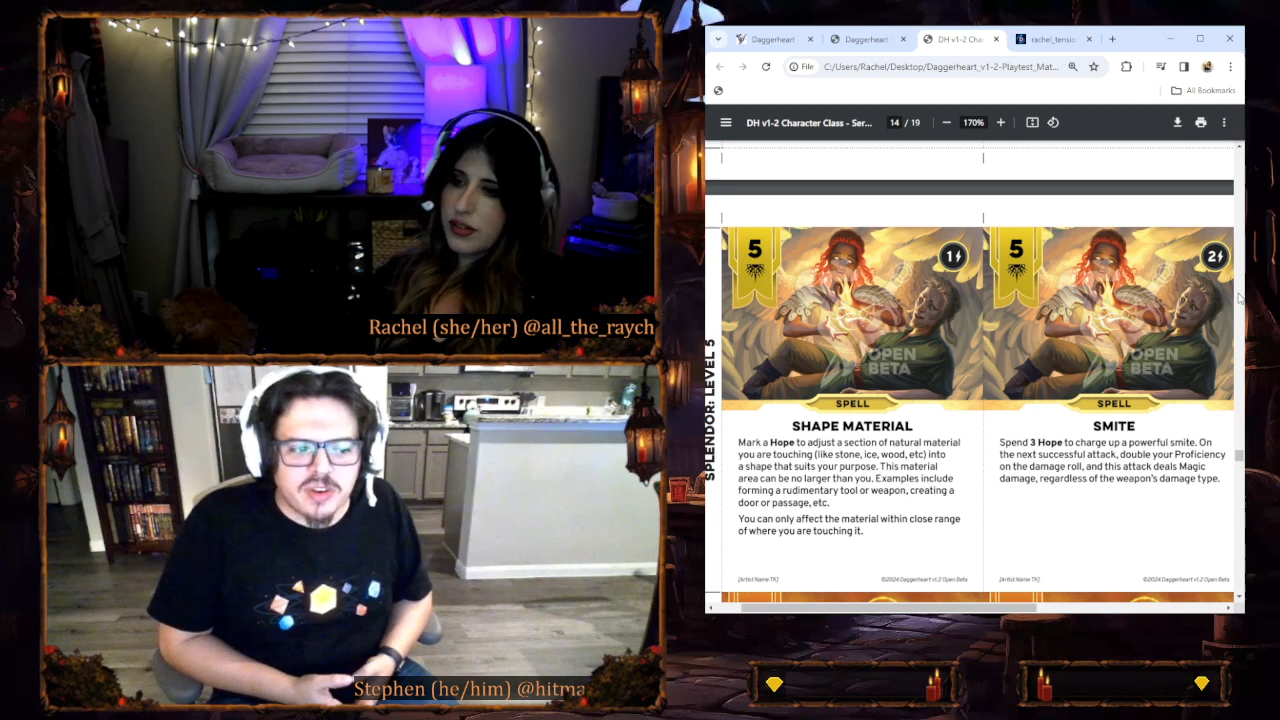 Rachel (she/her) @all_the_raych
Stephen (he/him) @hitma
Daggerheart
Daggerheart
DH v1-2 Cha
rachel_tensio
File
C:/Users/Rachel/Desktop/Daggerheart_v1-2-Playtest_Mat...
All Bookmarks
DH v1-2 Character Class - Ser...
14 / 19
170%
SPLENDOR: LEVEL 5
5
1
OPEN
BETA
SPELL
SHAPE MATERIAL
Mark a Hope to adjust a section of natural material
you are touching (like stone, ice, wood, etc) into
a shape that suits your purpose. This material
area can be no larger than you. Examples include
forming a rudimentary tool or weapon, creating a
door or passage, etc.
You can only affect the material within close range
of where you are touching it.
[Artist Name TK]
©2024 Daggerheart v1.2 Open Beta
5
2
OPEN
BETA
SPELL
SMITE
Spend 3 Hope to charge up a powerful smite. On
the next successful attack, double your Proficiency
on the damage roll, and this attack deals Magic
damage, regardless of the weapon's damage type.
[Artist Name TK]
©2024 Daggerheart v1.2 Open Beta